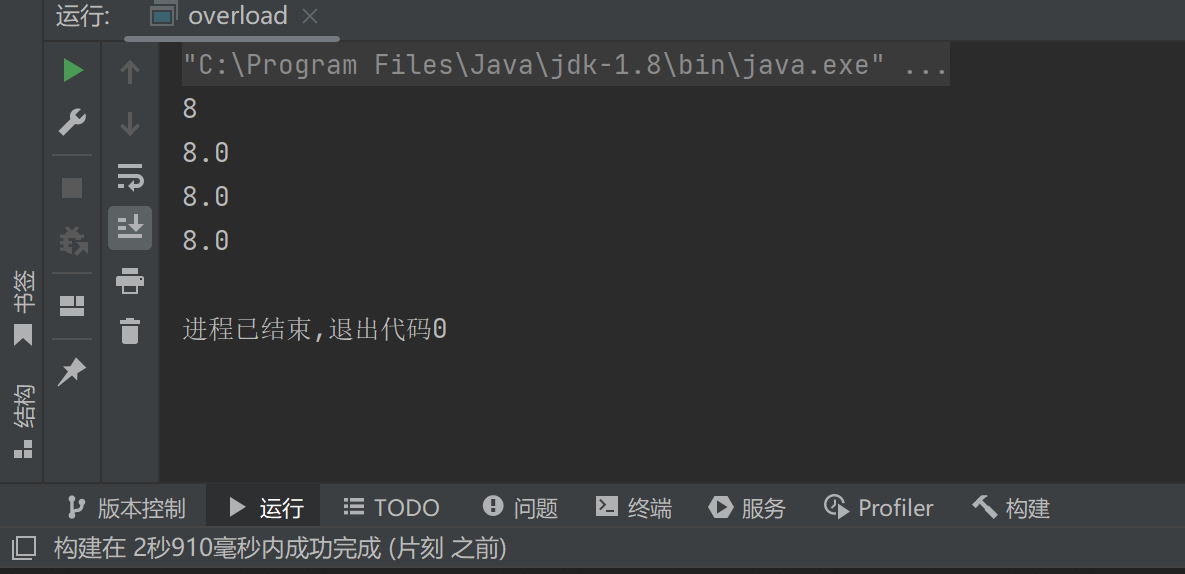 运行: overload
"C:\Program Files\Java\jdk-1.8\bin\java.exe" ...
8
8.0
8.0
8.0
进程已结束,退出代码0
书签
结构
版本控制 运行 TODO 问题 终端 服务 Profiler 构建
构建在 2秒910毫秒内成功完成 (片刻 之前)